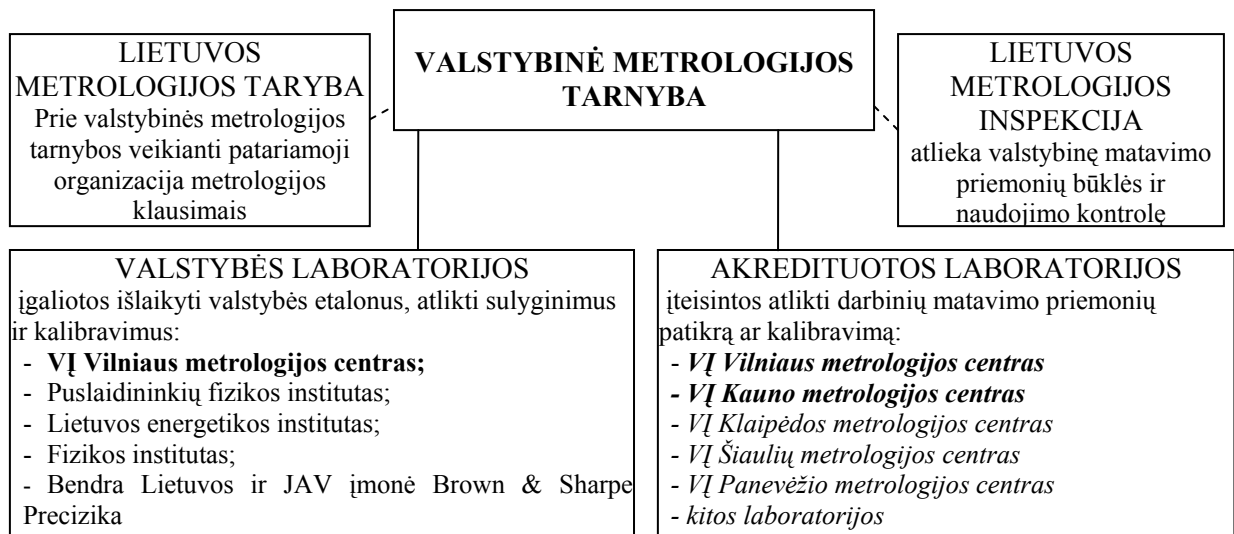 LIETUVOS
METROLOGIJOS TARYBA
Prie valstybinės metrologijos
tarnybos veikianti patariamoji
organizacija metrologijos
klausimais
VALSTYBINĖ METROLOGIJOS
TARNYBA
LIETUVOS
METROLOGIJOS
INSPEKCIJA
atlieka valstybinę matavimo
priemonių būklės ir
naudojimo kontrolę
VALSTYBĖS LABORATORIJOS
įgaliotos išlaikyti valstybės etalonus, atlikti sulyginimus
ir kalibravimus:
- VĮ Vilniaus metrologijos centras;
- Puslaidininkių fizikos institutas;
- Lietuvos energetikos institutas;
- Fizikos institutas;
- Bendra Lietuvos ir JAV įmonė Brown & Sharpe
Precizika
AKREDITUOTOS LABORATORIJOS
įteisintos atlikti darbinių matavimo priemonių
patikrą ar kalibravimą:
- VĮ Vilniaus metrologijos centras
- VĮ Kauno metrologijos centras
- VĮ Klaipėdos metrologijos centras
- VĮ Šiaulių metrologijos centras
- VĮ Panevėžio metrologijos centras
- kitos laboratorijos